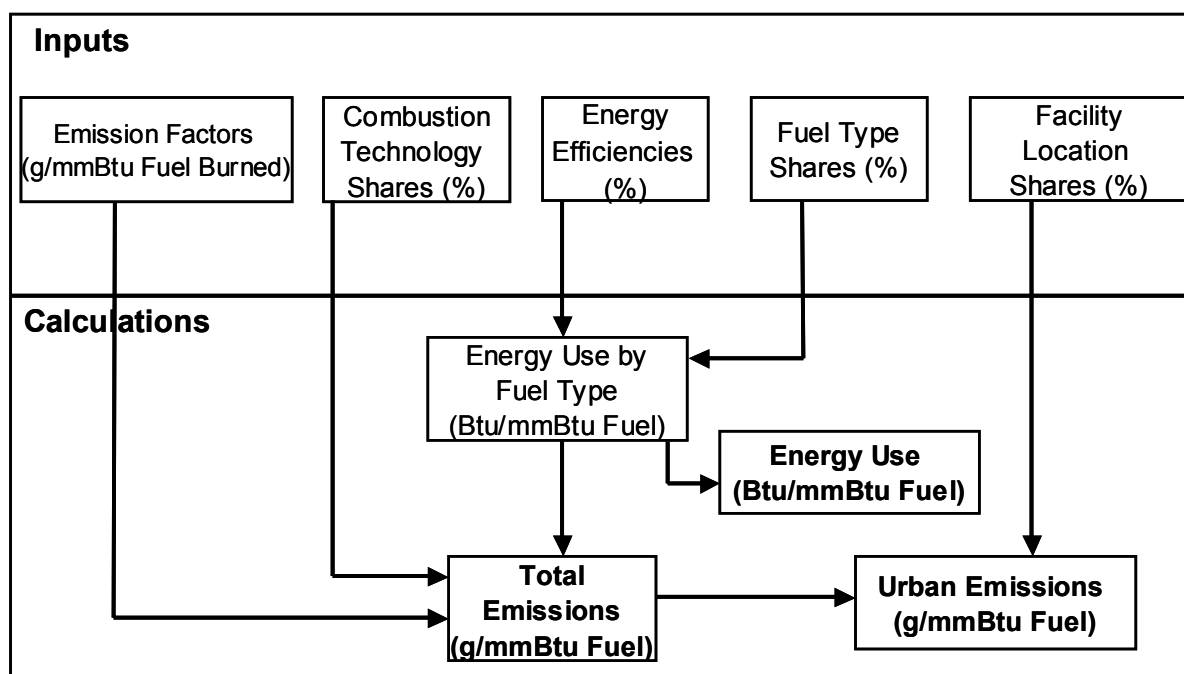 Inputs
Emission Factors
(g/mmBtu Fuel Burned)
Combustion
Technology
Shares (%)
Energy
Efficiencies
(%)
Fuel Type
Shares (%)
Facility
Location
Shares (%)
Calculations
Energy Use by
Fuel Type
(Btu/mmBtu Fuel)
Energy Use
(Btu/mmBtu Fuel)
Total
Emissions
(g/mmBtu Fuel)
Urban Emissions
(g/mmBtu Fuel)